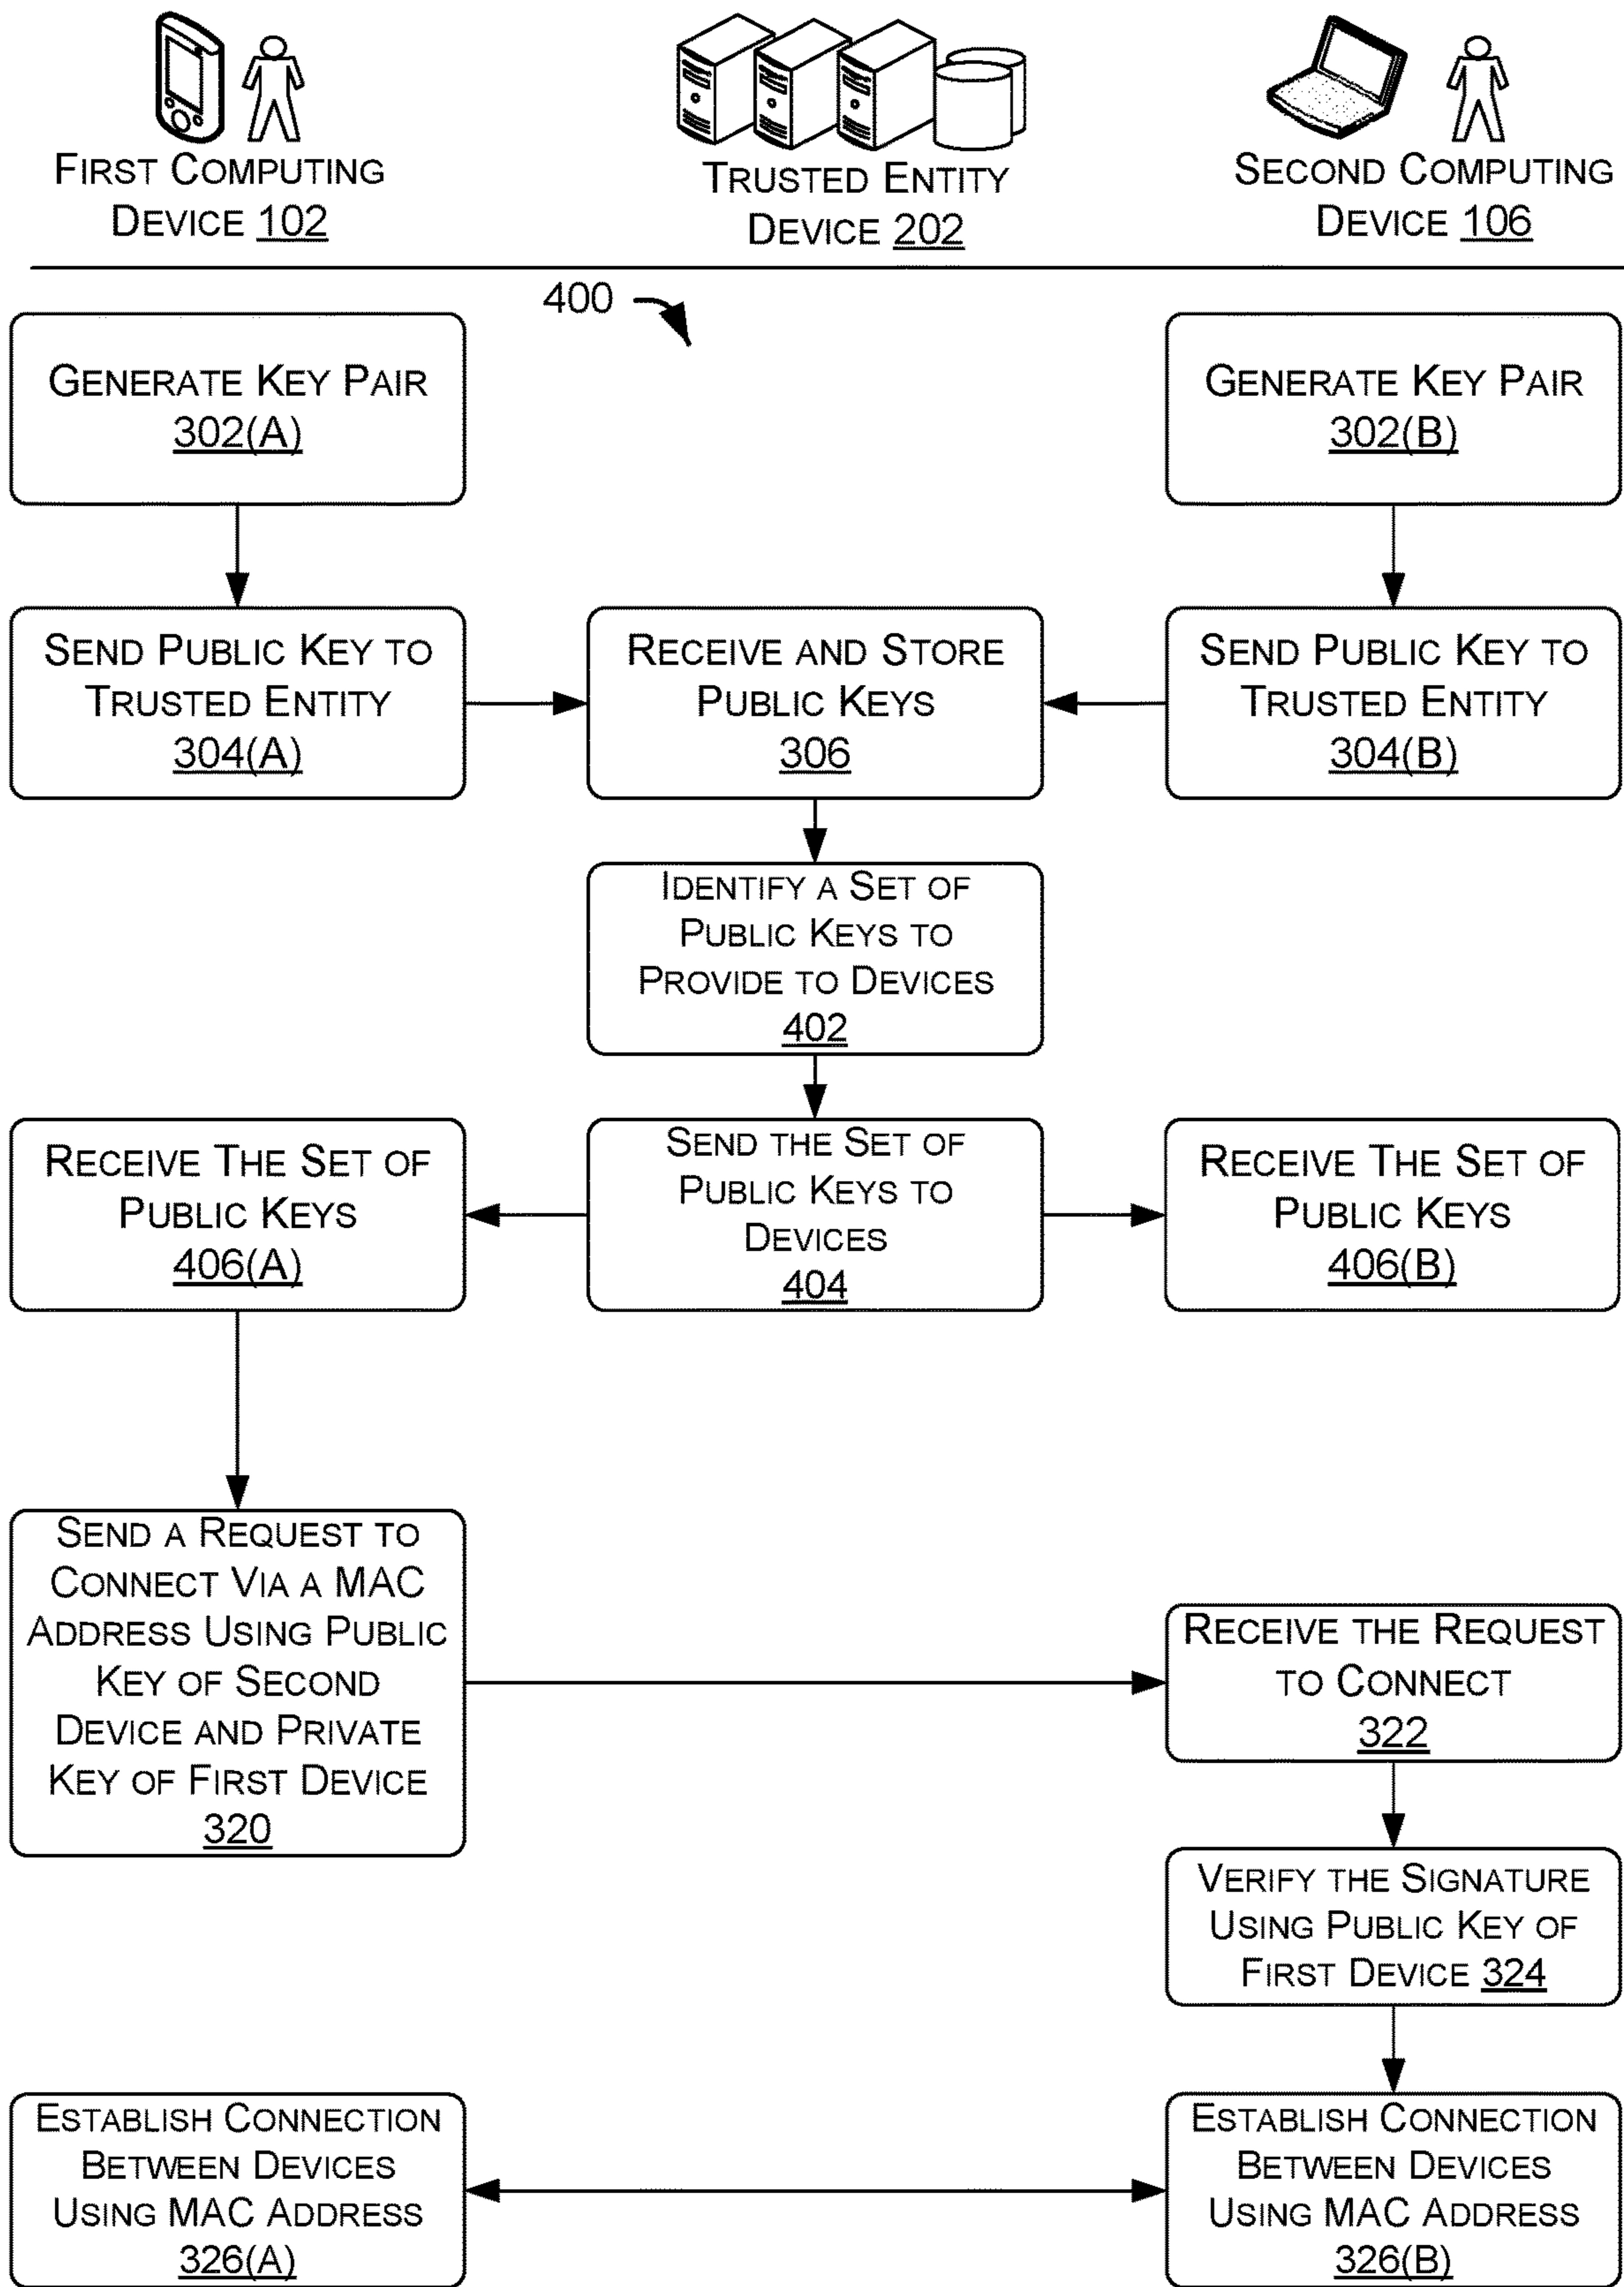 FIRST COMPUTING
DEVICE 102
TRUSTED ENTITY
DEVICE 202
SECOND COMPUTING
DEVICE 106
400
GENERATE KEY PAIR
302(A)
GENERATE KEY PAIR
302(B)
SEND PUBLIC KEY TO
TRUSTED ENTITY
304(A)
RECEIVE AND STORE
PUBLIC KEYS
306
SEND PUBLIC KEY TO
TRUSTED ENTITY
304(B)
IDENTIFY A SET OF
PUBLIC KEYS TO
PROVIDE TO DEVICES
402
RECEIVE THE SET OF
PUBLIC KEYS
406(A)
SEND THE SET OF
PUBLIC KEYS TO
DEVICES
404
RECEIVE THE SET OF
PUBLIC KEYS
406(B)
SEND A REQUEST TO
CONNECT VIA A MAC
ADDRESS USING PUBLIC
KEY OF SECOND
DEVICE AND PRIVATE
KEY OF FIRST DEVICE
320
RECEIVE THE REQUEST
TO CONNECT
322
VERIFY THE SIGNATURE
USING PUBLIC KEY OF
FIRST DEVICE 324
ESTABLISH CONNECTION
BETWEEN DEVICES
USING MAC ADDRESS
326(A)
ESTABLISH CONNECTION
BETWEEN DEVICES
USING MAC ADDRESS
326(B)